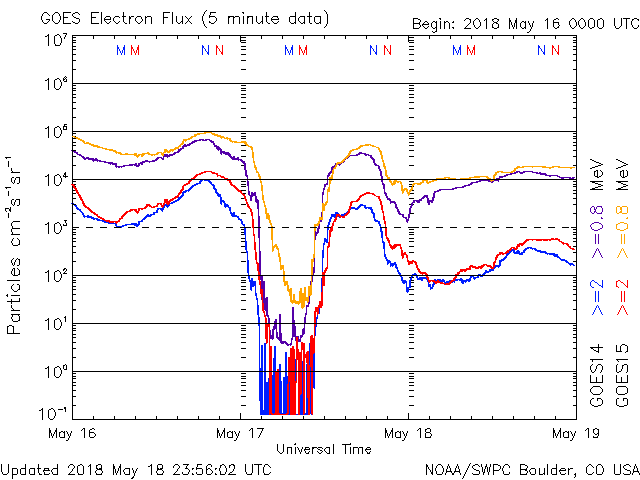 GOES Electron Flux (5 minute data)
Begin: 2018 May 16 0000 UTC
10⁷
M M N N M M N N M M N N
10⁶
10⁵
10⁴
10³
10²
10¹
10⁰
10⁻¹
Particles cm⁻²s⁻¹sr⁻¹
May 16 May 17 May 18 May 19
Universal Time
GOES14 >=2 >=0.8 MeV
GOES15 >=2 >=0.8 MeV
Updated 2018 May 18 23:56:02 UTC
NOAA/SWPC Boulder, CO USA